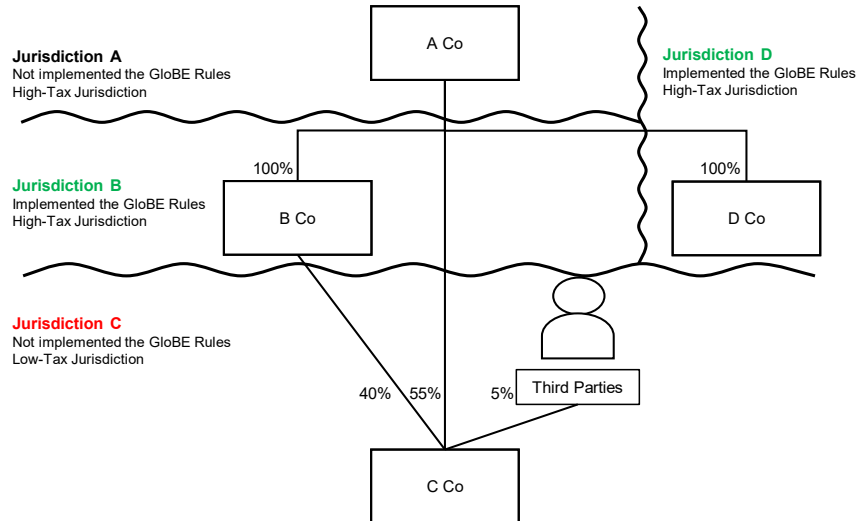 A Co
Jurisdiction A
Not implemented the GloBE Rules
High-Tax Jurisdiction
Jurisdiction D
Implemented the GloBE Rules
High-Tax Jurisdiction
100%
100%
Jurisdiction B
Implemented the GloBE Rules
High-Tax Jurisdiction
B Co
D Co
Jurisdiction C
Not implemented the GloBE Rules
Low-Tax Jurisdiction
40%
55%
5%
Third Parties
C Co